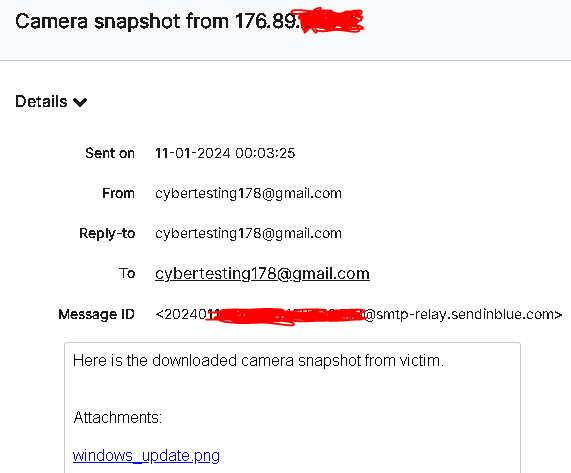 Camera snapshot from 176.89.
Details
Sent on 11-01-2024 00:03:25
From cybertesting178@gmail.com
Reply-to cybertesting178@gmail.com
To cybertesting178@gmail.com
Message ID <20240 @smtp-relay.sendinblue.com>
Here is the downloaded camera snapshot from victim.
Attachments:
windows_update.png